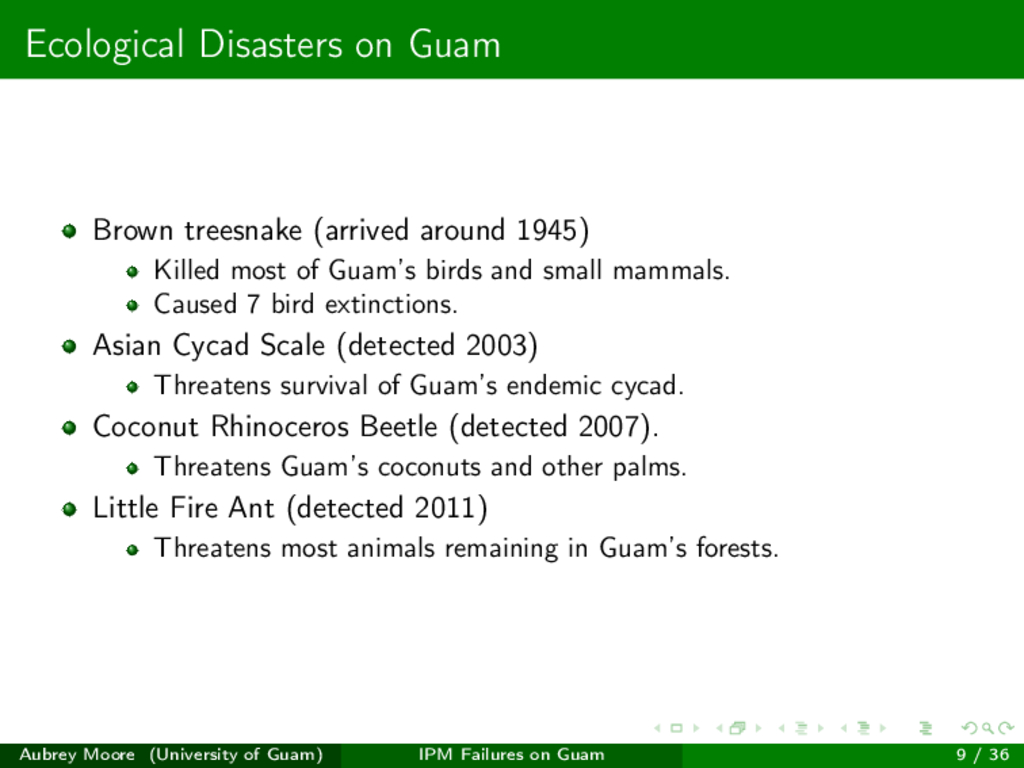 Ecological Disasters on Guam
Brown treesnake (arrived around 1945)
Killed most of Guam's birds and small mammals.
Caused 7 bird extinctions.
Asian Cycad Scale (detected 2003)
Threatens survival of Guam's endemic cycad.
Coconut Rhinoceros Beetle (detected 2007).
Threatens Guam's coconuts and other palms.
Little Fire Ant (detected 2011)
Threatens most animals remaining in Guam's forests.
Aubrey Moore (University of Guam) IPM Failures on Guam 9 / 36